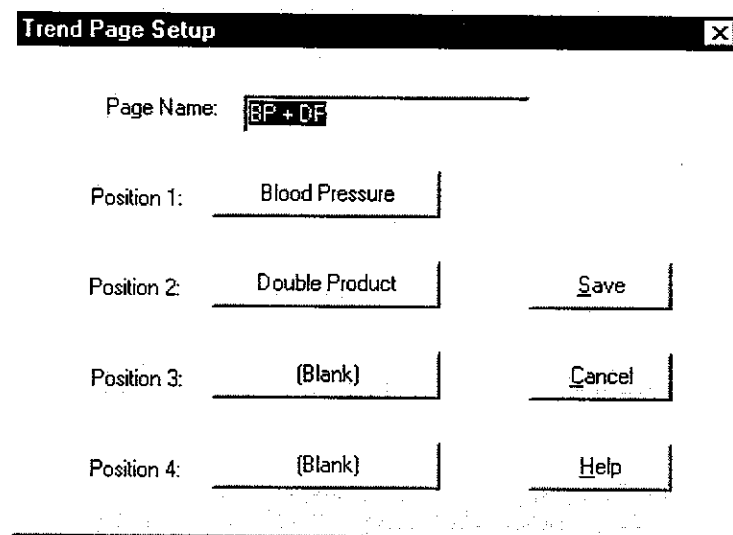 Trend Page Setup
Page Name: BP + DP
Position 1: Blood Pressure
Position 2: Double Product Save
Position 3: (Blank) Cancel
Position 4: (Blank) Help